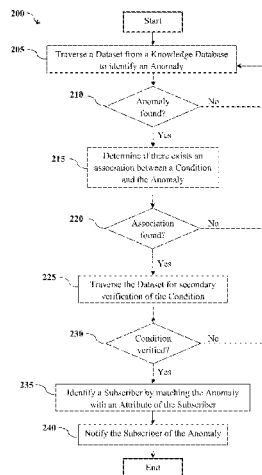 200
Start
205
Traverse a Dataset from a Knowledge Database
to identify an Anomaly
210
Anomaly
found?
No
Yes
215
Determine if there exists an
association between a Condition
and the Anomaly
220
Association
found?
No
Yes
225
Traverse the Dataset for secondary
verification of the Condition
230
Condition
verified?
No
Yes
235
Identify a Subscriber by matching the Anomaly
with an Attribute of the Subscriber
240
Notify the Subscriber of the Anomaly
End